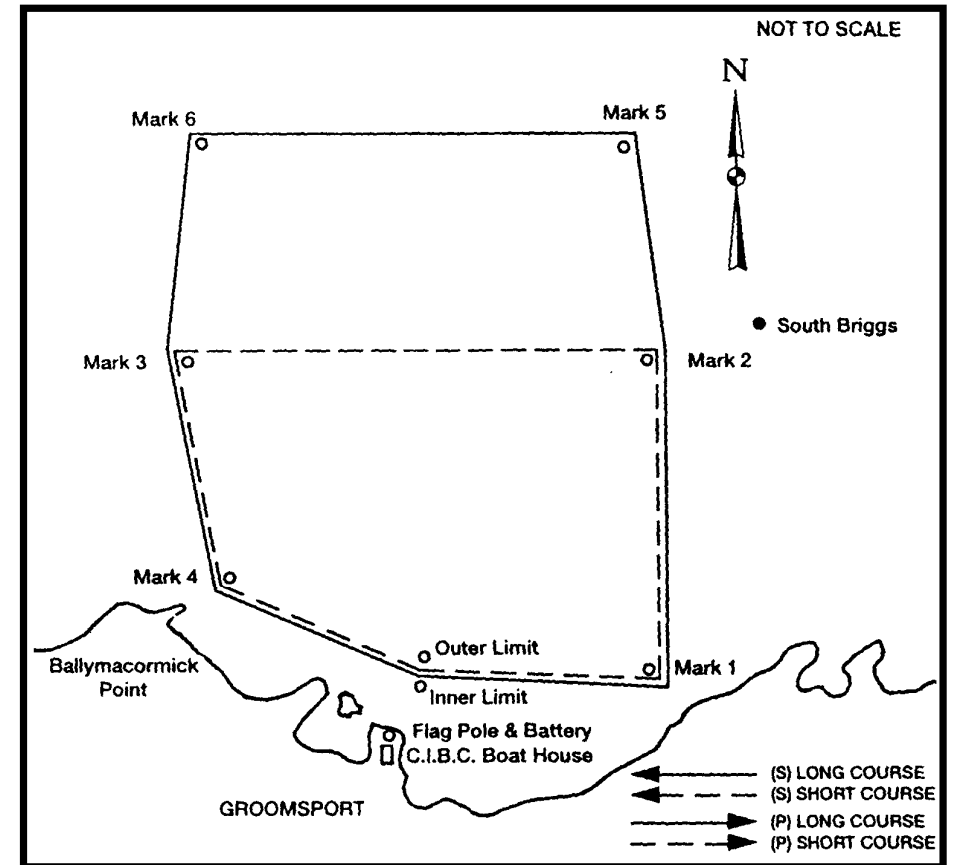 NOT TO SCALE
N
Mark 6
Mark 5
South Briggs
Mark 3
Mark 2
Mark 4
Outer Limit
Mark 1
Ballymacormick
Point
Inner Limit
Flag Pole & Battery
C.I.B.C. Boat House
GROOMSPORT
(S) LONG COURSE
(S) SHORT COURSE
(P) LONG COURSE
(P) SHORT COURSE